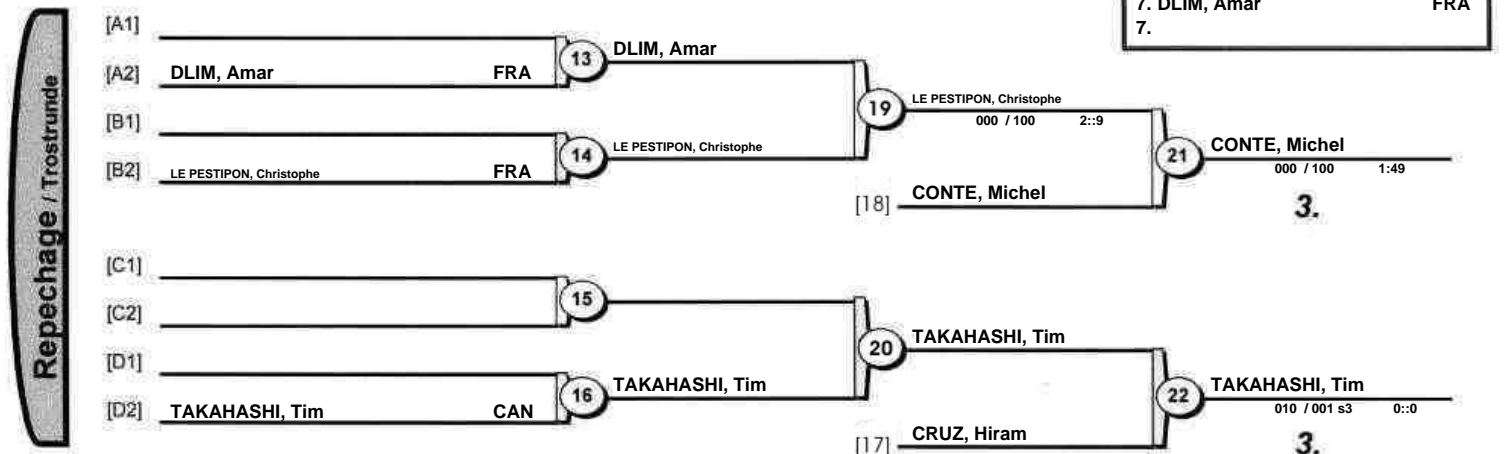 7. DLIM, Amar FRA
7.
Repechage / Trostrunde
[A1]
13 DLIM, Amar
[A2] DLIM, Amar FRA
19 LE PESTIPON, Christophe
000 / 100 2::9
[B1]
14 LE PESTIPON, Christophe
[B2] LE PESTIPON, Christophe FRA
21 CONTE, Michel
000 / 100 1:49
[18] CONTE, Michel
3.
[C1]
15
[C2]
20 TAKAHASHI, Tim
[D1]
16 TAKAHASHI, Tim
[D2] TAKAHASHI, Tim CAN
22 TAKAHASHI, Tim
010 / 001 s3 0::0
[17] CRUZ, Hiram
3.